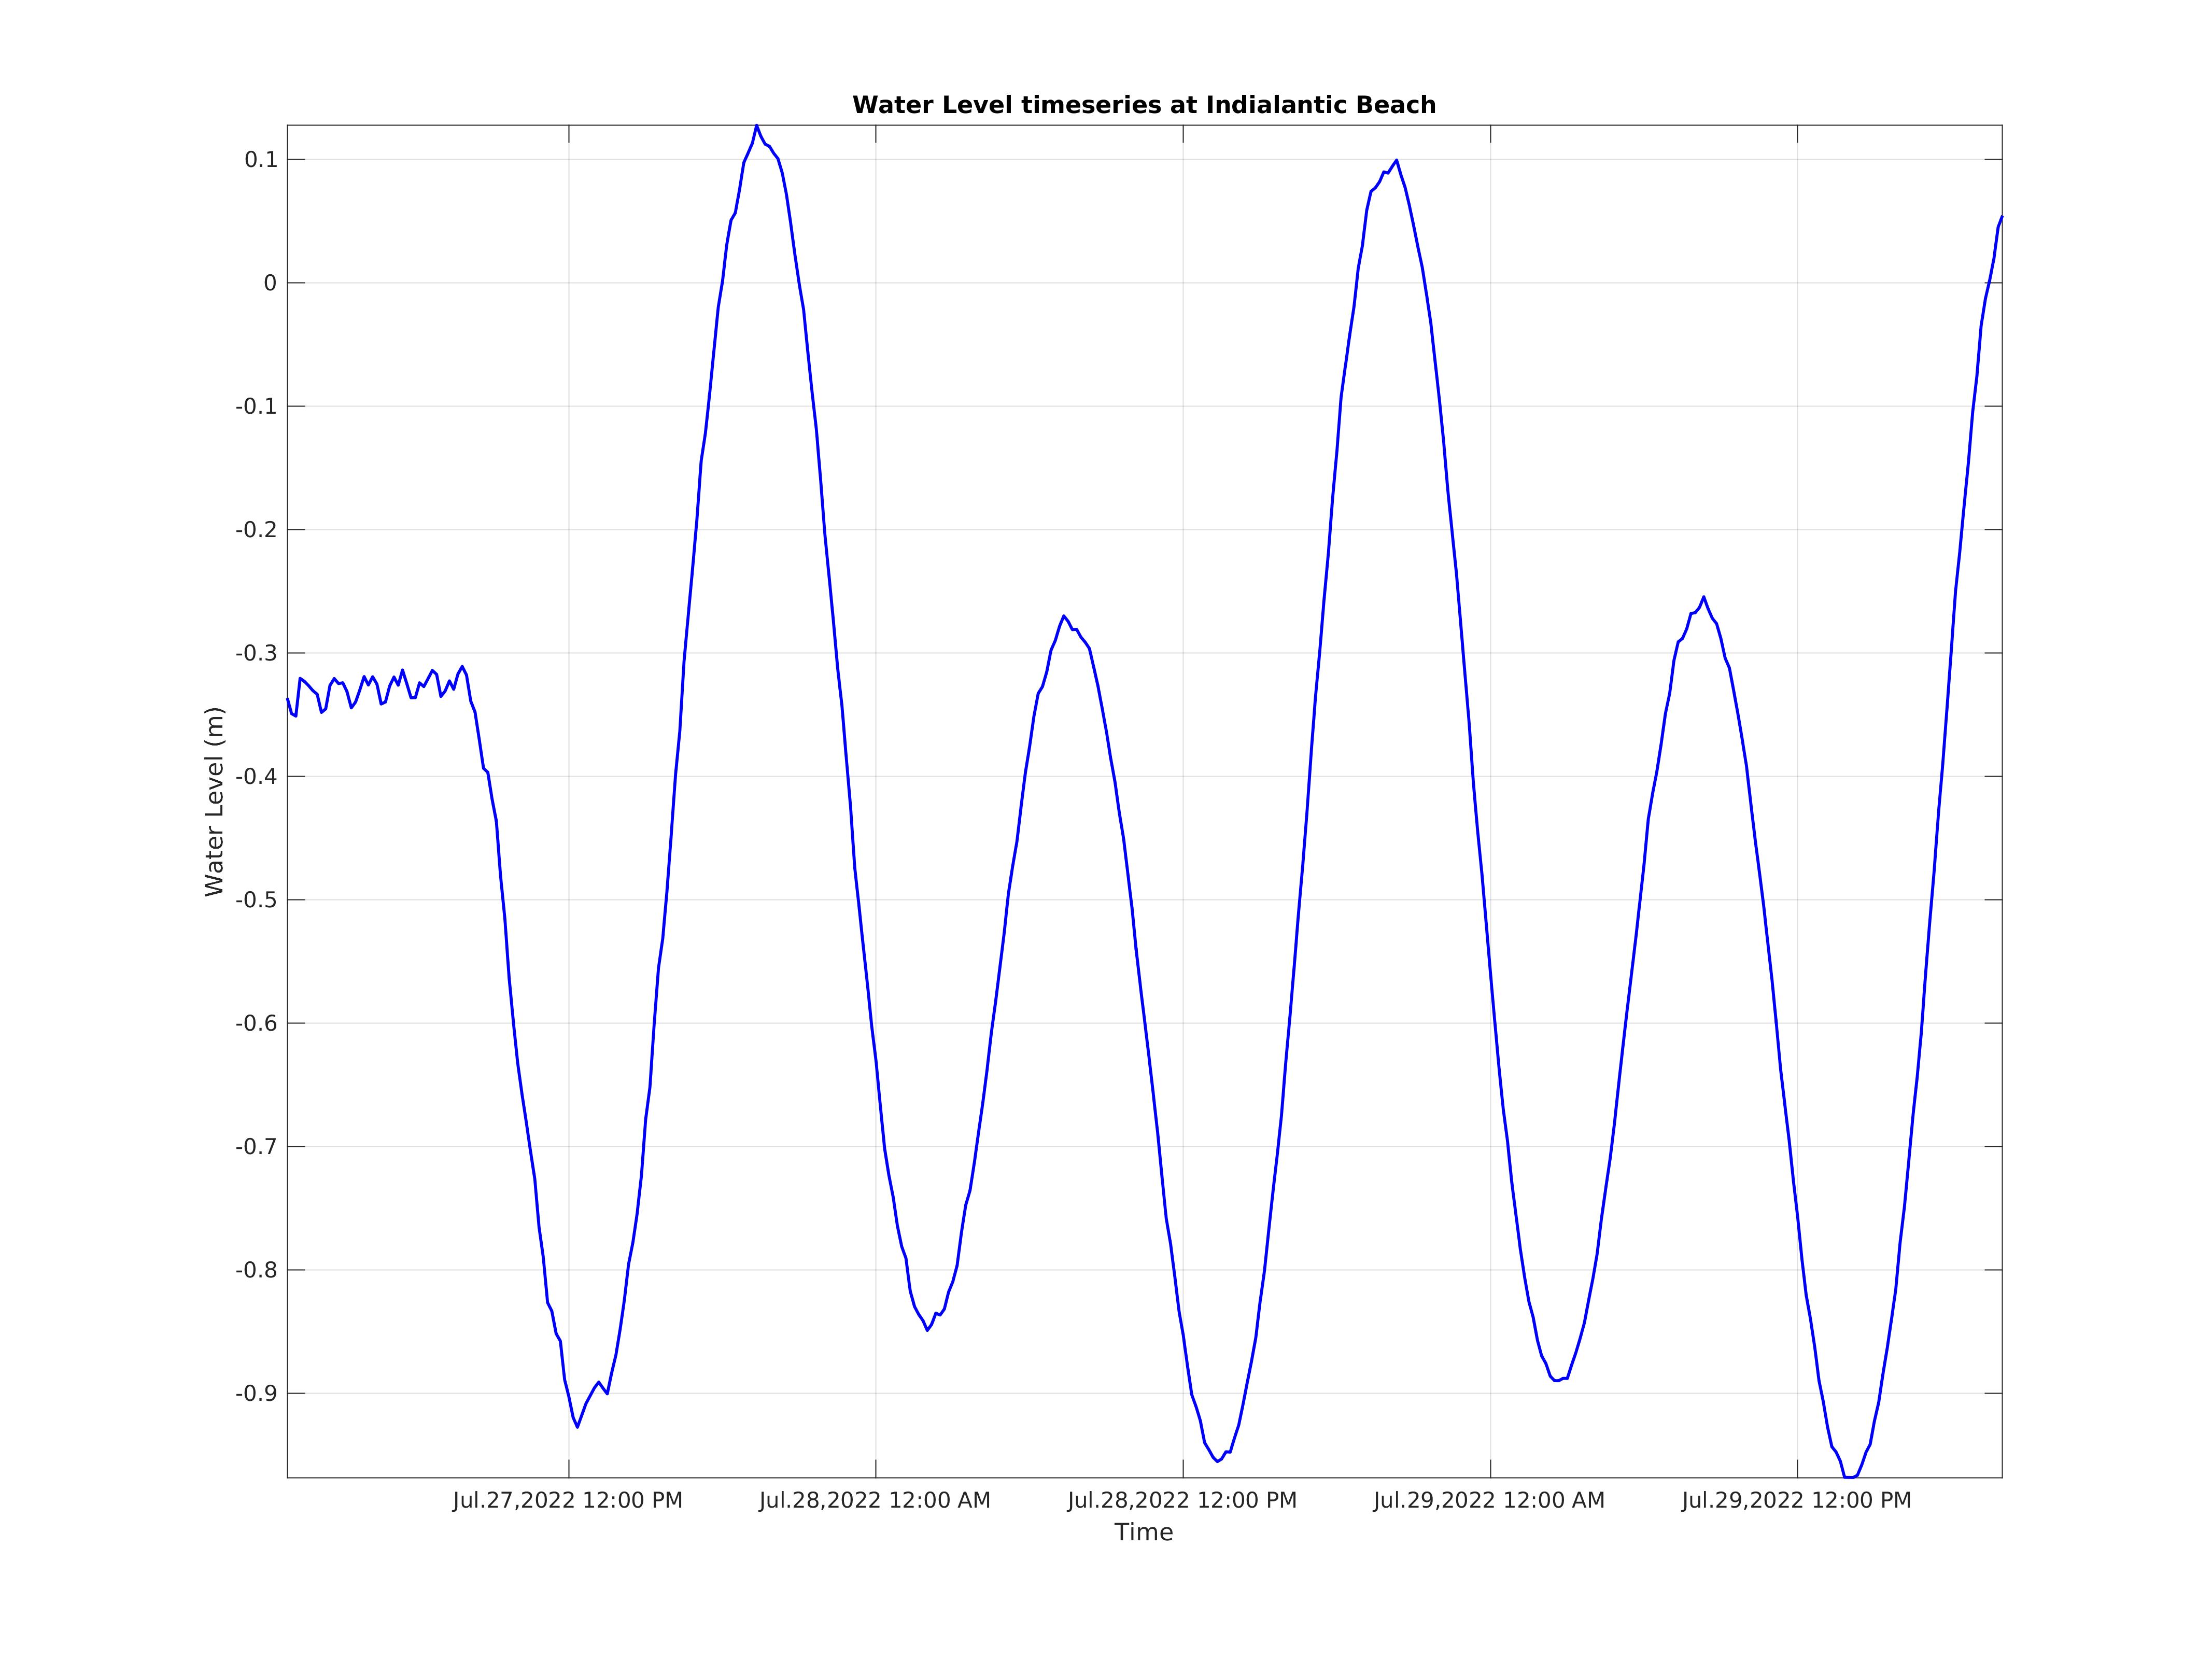 Water Level timeseries at Indialantic Beach
0.1
0
-0.1
-0.2
-0.3
-0.4
-0.5
-0.6
-0.7
-0.8
-0.9
Water Level (m)
Jul.27,2022 12:00 PM
Jul.28,2022 12:00 AM
Jul.28,2022 12:00 PM
Jul.29,2022 12:00 AM
Jul.29,2022 12:00 PM
Time